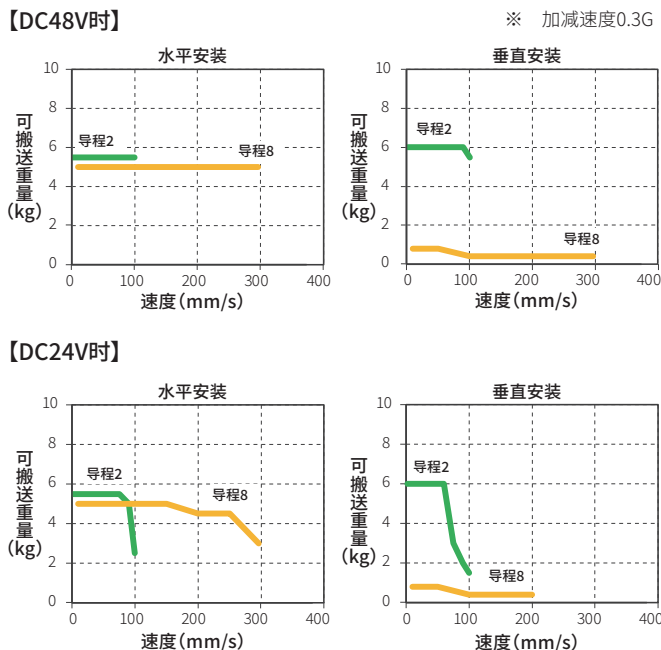 【DC48V时】
※ 加减速度0.3G
水平安装
10
8
6
4
2
0
可搬送重量(kg)
导程2
导程8
0 100 200 300 400
速度(mm/s)
垂直安装
10
8
6
4
2
0
可搬送重量(kg)
导程2
导程8
0 100 200 300 400
速度(mm/s)
【DC24V时】
水平安装
10
8
6
4
2
0
可搬送重量(kg)
导程2
导程8
0 100 200 300 400
速度(mm/s)
垂直安装
10
8
6
4
2
0
可搬送重量(kg)
导程2
导程8
0 100 200 300 400
速度(mm/s)